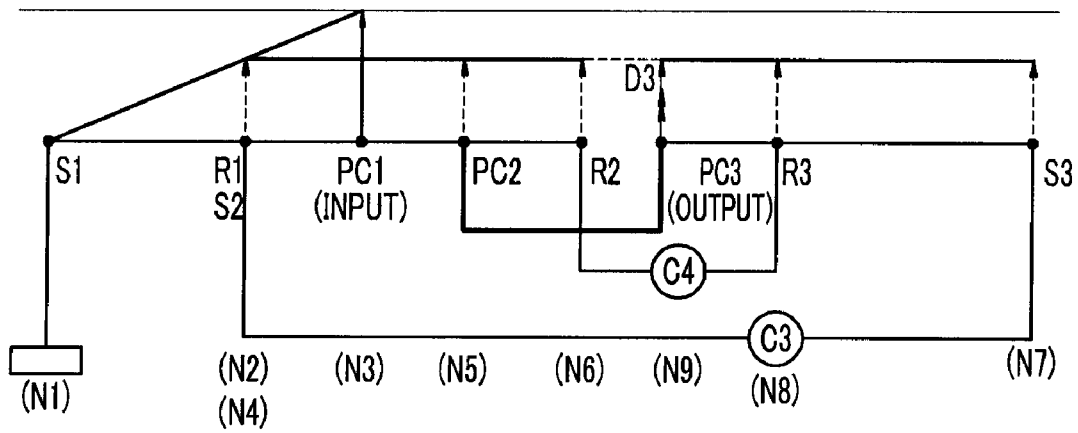 D3
S1 R1 PC1 PC2 R2 PC3 R3 S3
S2 (INPUT) (OUTPUT)
C4
C3
(N1) (N2) (N3) (N5) (N6) (N9) (N8) (N7)
(N4)